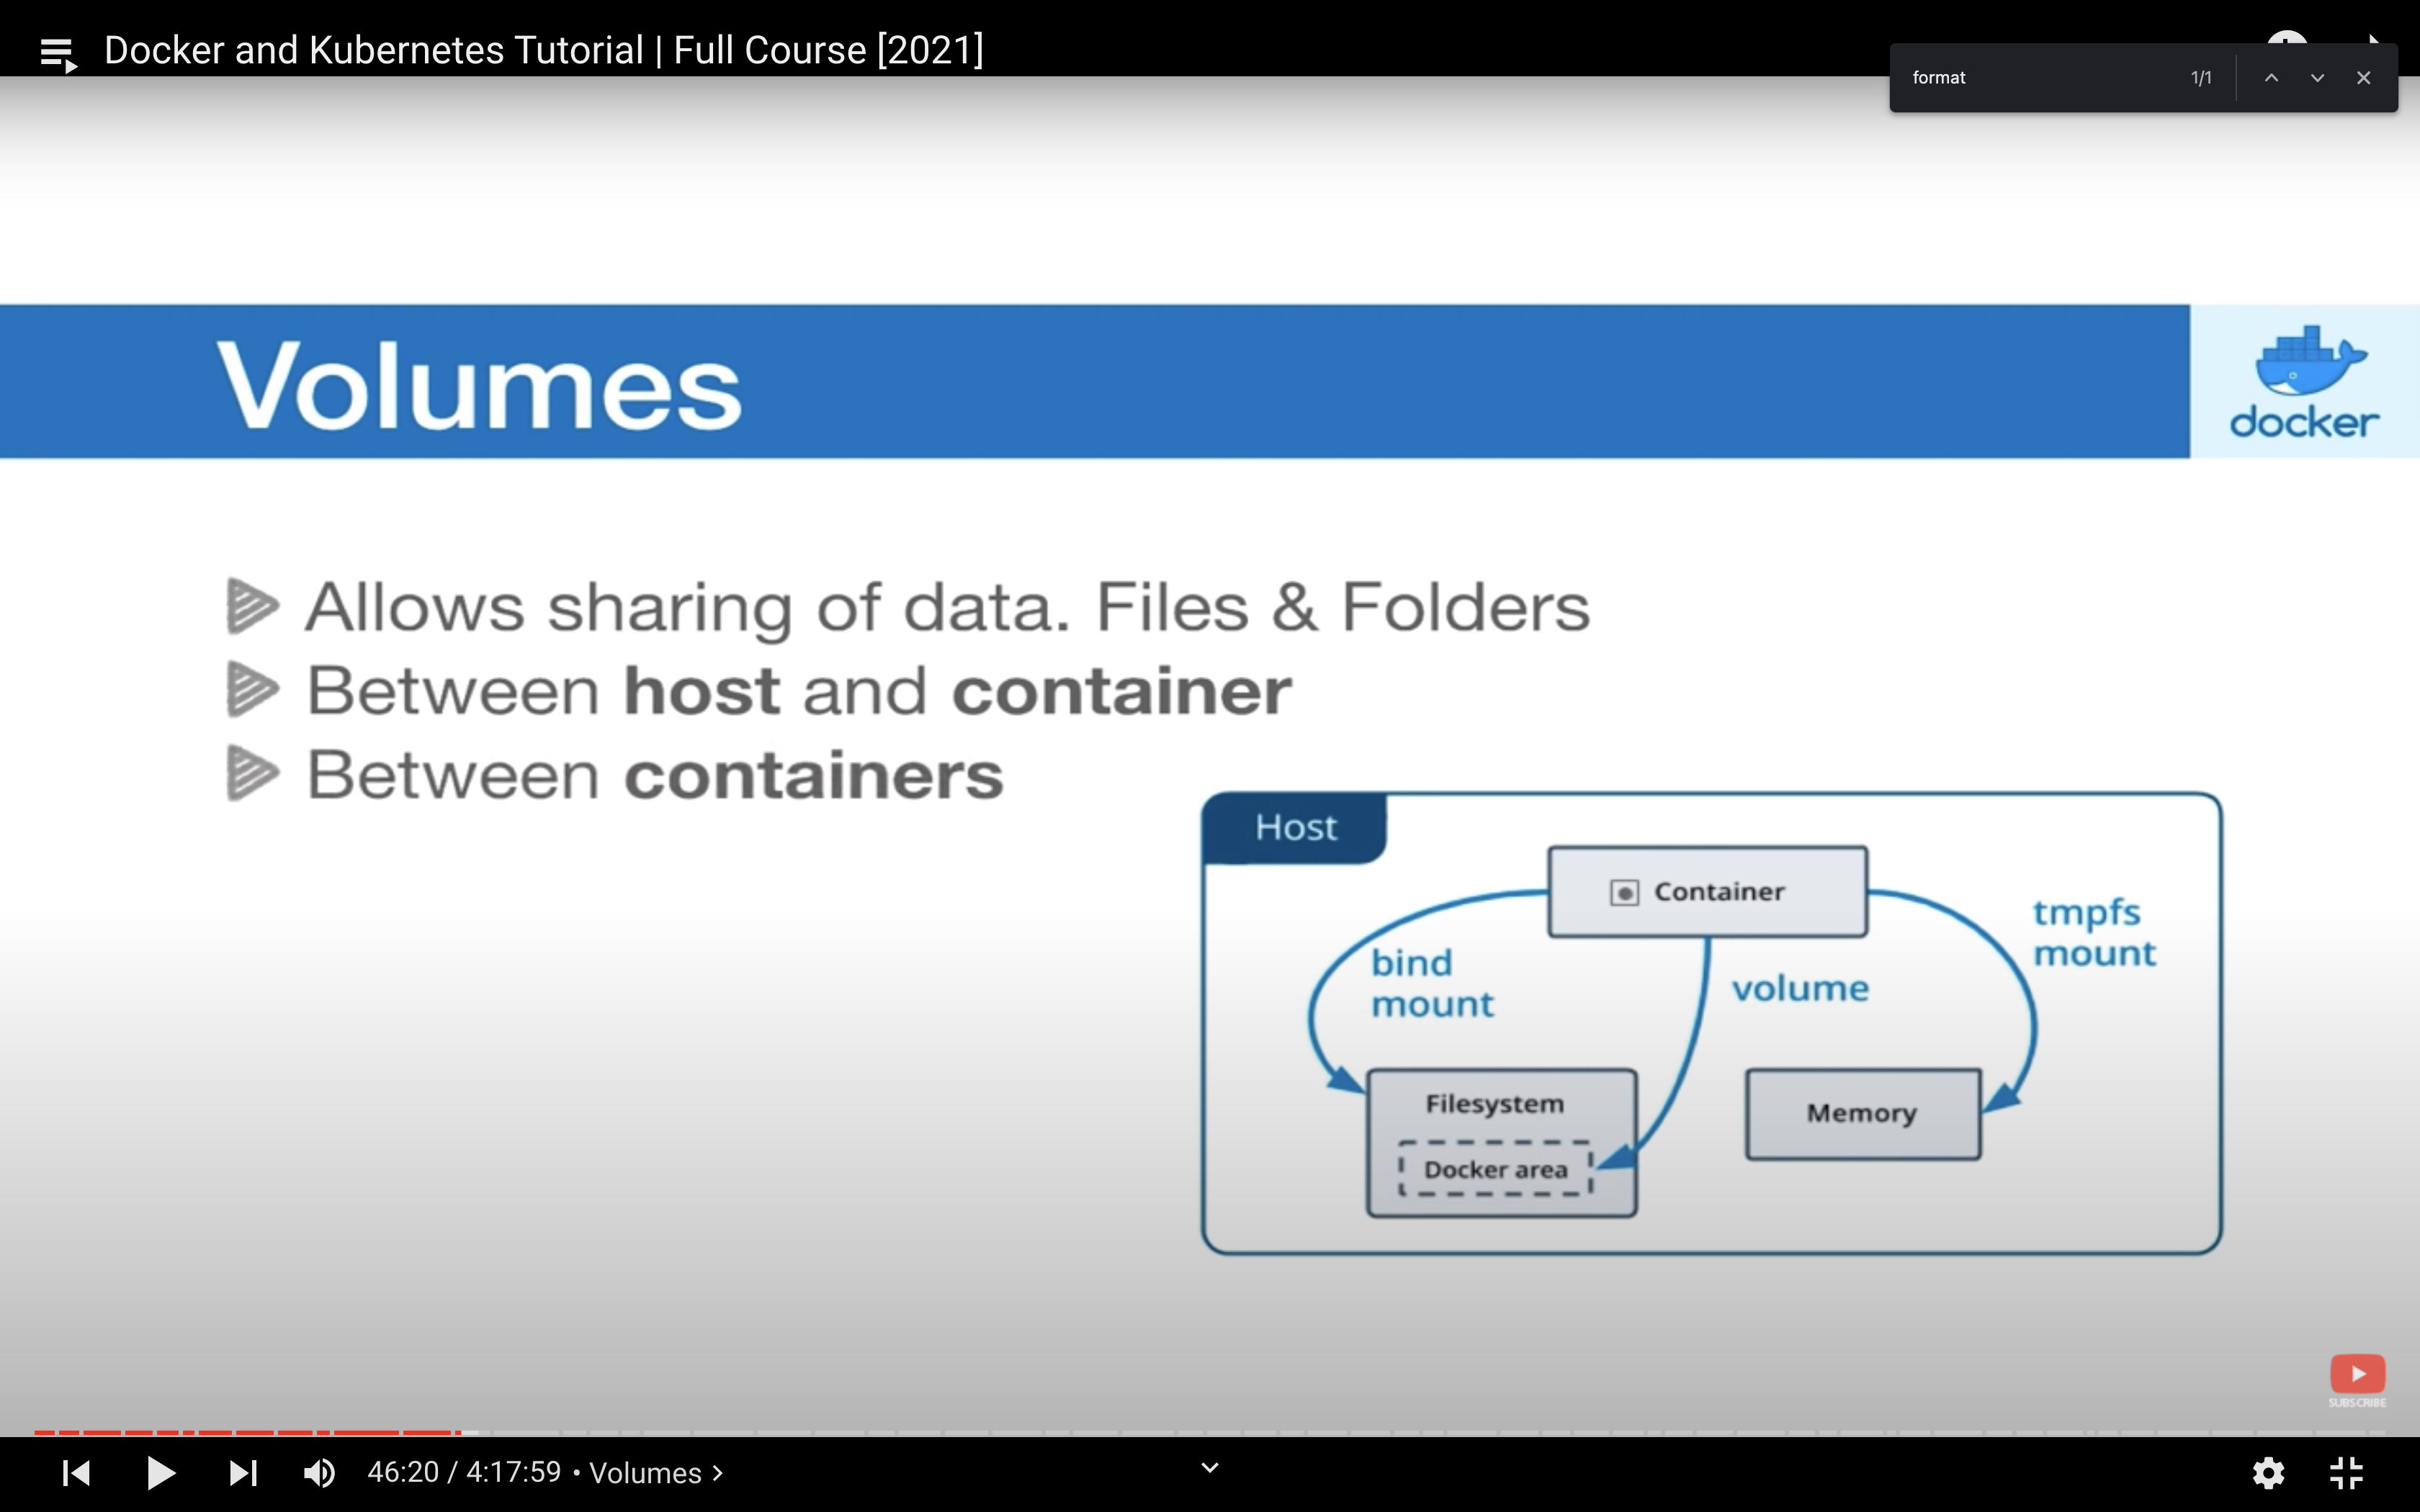 Docker and Kubernetes Tutorial | Full Course [2021]
format 1/1
Volumes
docker
Allows sharing of data. Files & Folders
Between host and container
Between containers
Host
Container
bind
mount
volume
tmpfs
mount
Filesystem
Docker area
Memory
SUBSCRIBE
46:20 / 4:17:59 • Volumes